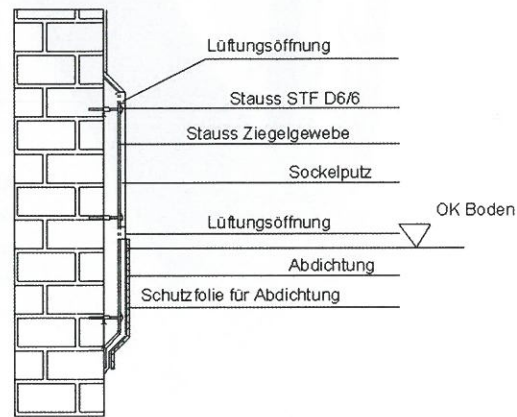 Lüftungsöffnung
Stauss STF D6/6
Stauss Ziegelgewebe
Sockelputz
OK Boden
Lüftungsöffnung
Abdichtung
Schutzfolie für Abdichtung